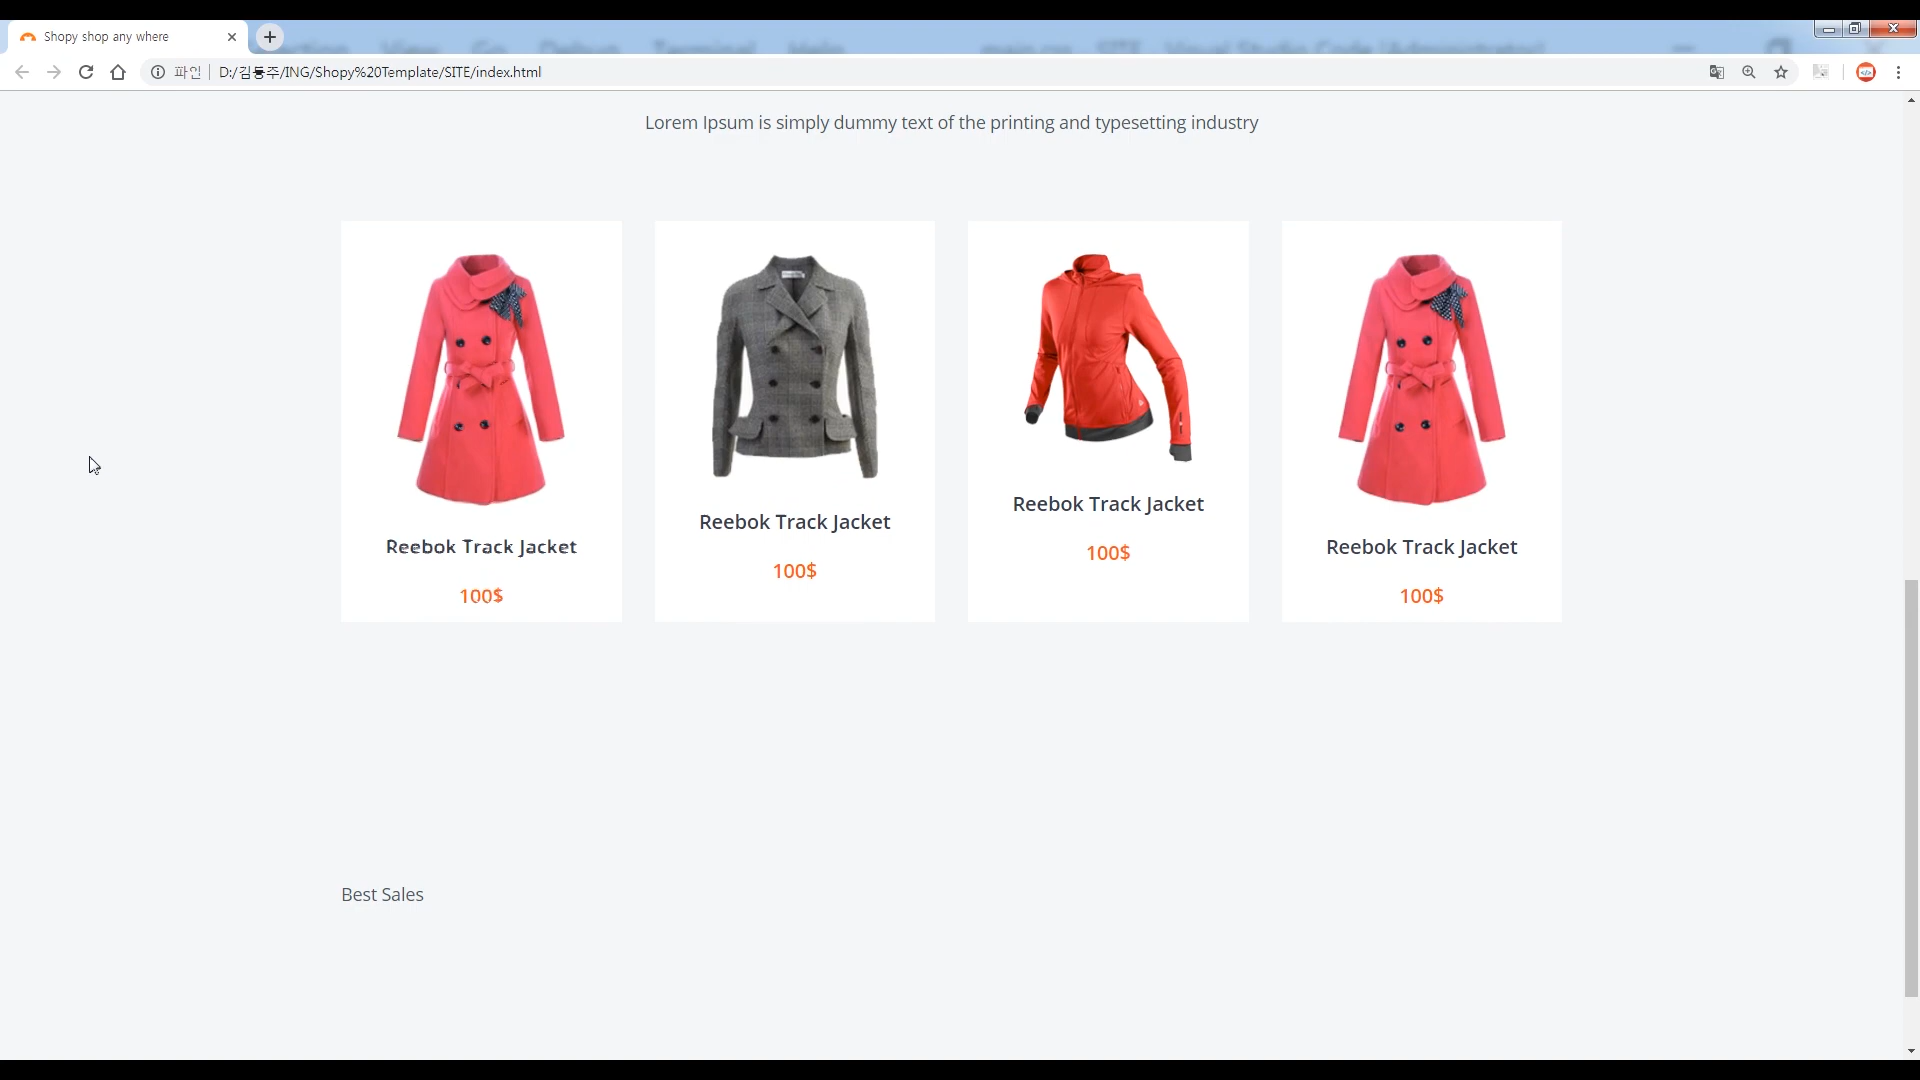 Shopy shop any where
파인
D:/김동주/ING/Shopy%20Template/SITE/index.html
Lorem Ipsum is simply dummy text of the printing and typesetting industry
Reebok Track Jacket
100$
Reebok Track Jacket
100$
Reebok Track Jacket
100$
Reebok Track Jacket
100$
Best Sales